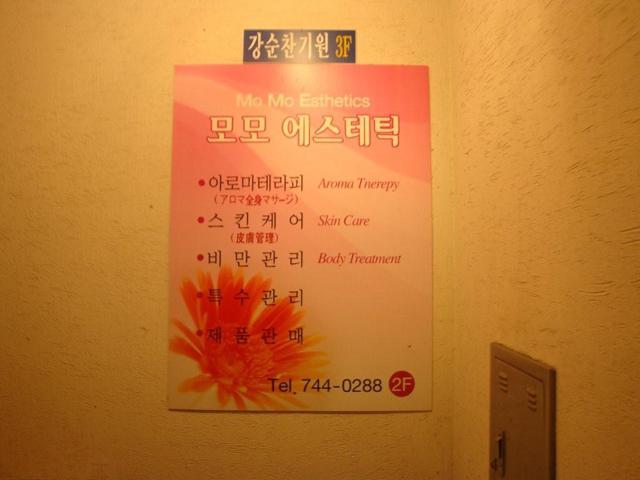 강순찬기원 3F
Mo Mo Esthetics
모모 에스테틱
•아로마테라피 Aroma Tnerepy
(アロマ全身マサージ)
•스킨케어 Skin Care
(皮膚管理)
•비만관리 Body Treatment
•특수관리
•제품판매
Tel. 744-0288 2F